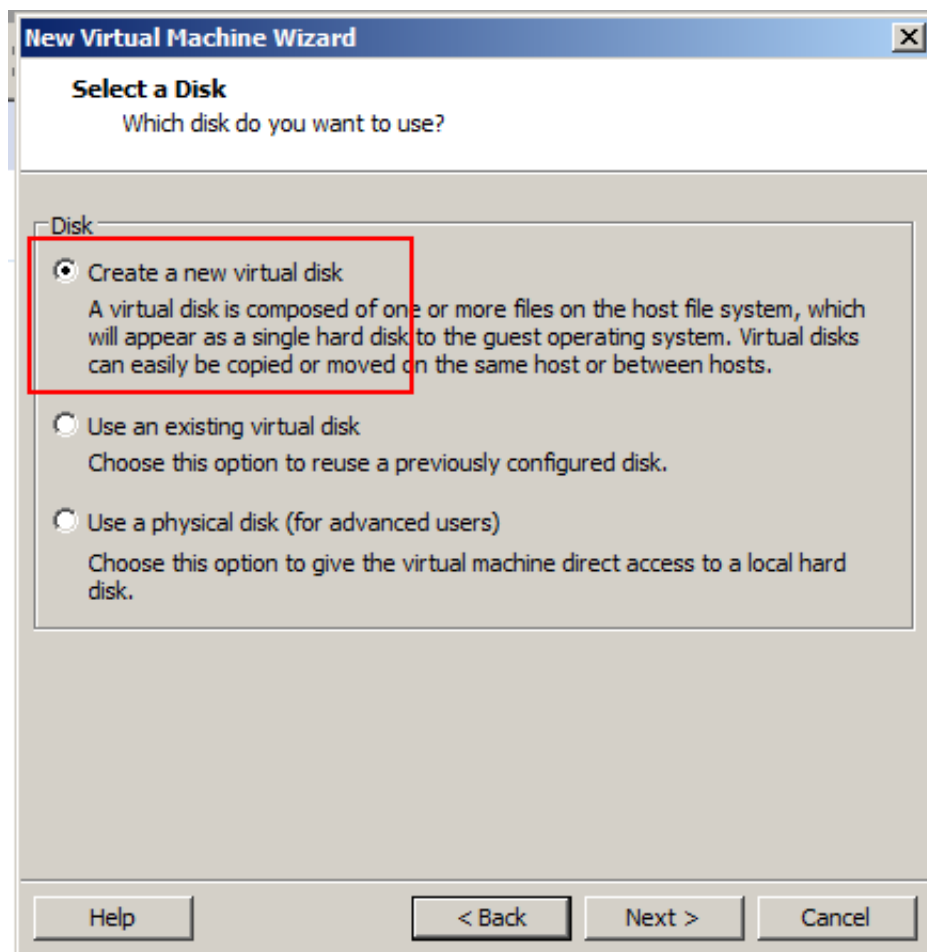 New Virtual Machine Wizard
Select a Disk
Which disk do you want to use?
Disk
Create a new virtual disk
A virtual disk is composed of one or more files on the host file system, which
will appear as a single hard disk to the guest operating system. Virtual disks
can easily be copied or moved on the same host or between hosts.
Use an existing virtual disk
Choose this option to reuse a previously configured disk.
Use a physical disk (for advanced users)
Choose this option to give the virtual machine direct access to a local hard
disk.
Help < Back Next > Cancel